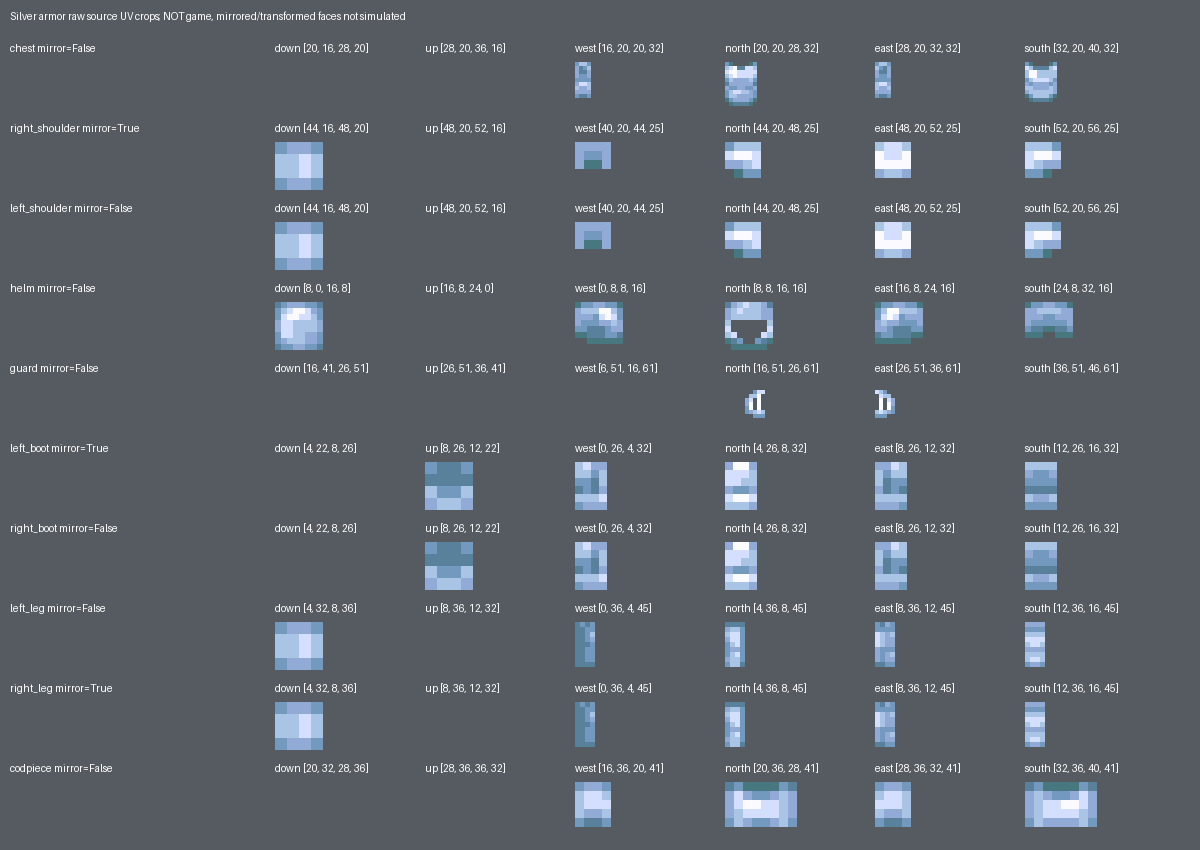 Silver armor raw source UV crops; NOT game, mirrored/transformed faces not simulated
chest mirror=False down [20, 16, 28, 20] up [28, 20, 36, 16] west [16, 20, 20, 32] north [20, 20, 28, 32] east [28, 20, 32, 32] south [32, 20, 40, 32]
right_shoulder mirror=True down [44, 16, 48, 20] up [48, 20, 52, 16] west [40, 20, 44, 25] north [44, 20, 48, 25] east [48, 20, 52, 25] south [52, 20, 56, 25]
left_shoulder mirror=False down [44, 16, 48, 20] up [48, 20, 52, 16] west [40, 20, 44, 25] north [44, 20, 48, 25] east [48, 20, 52, 25] south [52, 20, 56, 25]
helm mirror=False down [8, 0, 16, 8] up [16, 8, 24, 0] west [0, 8, 8, 16] north [8, 8, 16, 16] east [16, 8, 24, 16] south [24, 8, 32, 16]
guard mirror=False down [16, 41, 26, 51] up [26, 51, 36, 41] west [6, 51, 16, 61] north [16, 51, 26, 61] east [26, 51, 36, 61] south [36, 51, 46, 61]
left_boot mirror=True down [4, 22, 8, 26] up [8, 26, 12, 22] west [0, 26, 4, 32] north [4, 26, 8, 32] east [8, 26, 12, 32] south [12, 26, 16, 32]
right_boot mirror=False down [4, 22, 8, 26] up [8, 26, 12, 22] west [0, 26, 4, 32] north [4, 26, 8, 32] east [8, 26, 12, 32] south [12, 26, 16, 32]
left_leg mirror=False down [4, 32, 8, 36] up [8, 36, 12, 32] west [0, 36, 4, 45] north [4, 36, 8, 45] east [8, 36, 12, 45] south [12, 36, 16, 45]
right_leg mirror=True down [4, 32, 8, 36] up [8, 36, 12, 32] west [0, 36, 4, 45] north [4, 36, 8, 45] east [8, 36, 12, 45] south [12, 36, 16, 45]
codpiece mirror=False down [20, 32, 28, 36] up [28, 36, 36, 32] west [16, 36, 20, 41] north [20, 36, 28, 41] east [28, 36, 32, 41] south [32, 36, 40, 41]